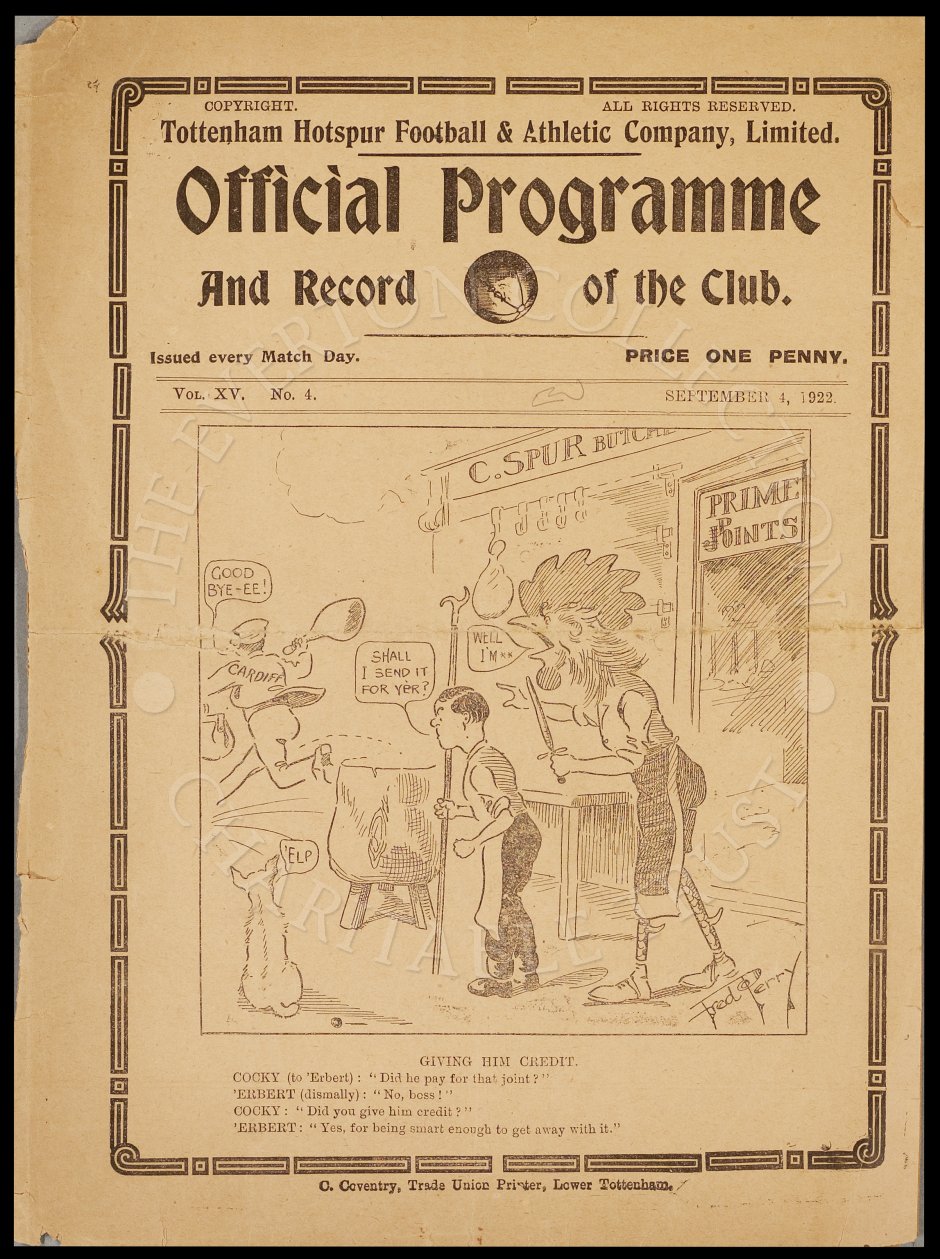 COPYRIGHT. ALL RIGHTS RESERVED.
Tottenham Hotspur Football & Athletic Company, Limited.
Official Programme
And Record of the Club.
Issued every Match Day. PRICE ONE PENNY.
VOL. XV. No. 4. SEPTEMBER 4, 1922.
C. SPUR BUTCHE
PRIME
JOINTS
GOOD
BYE-EE!
CARDIFF
SHALL
I SEND IT
FOR YER?
WELL
I'M**
'ELP
Fred Perry
GIVING HIM CREDIT.
COCKY (to 'Erbert): "Did he pay for that joint?"
'ERBERT (dismally): "No, boss!"
COCKY: "Did you give him credit?"
'ERBERT: "Yes, for being smart enough to get away with it."
C. Coventry, Trade Union Printer, Lower Tottenham.
THE EVERTON COLLECTION
CHARITABLE TRUST